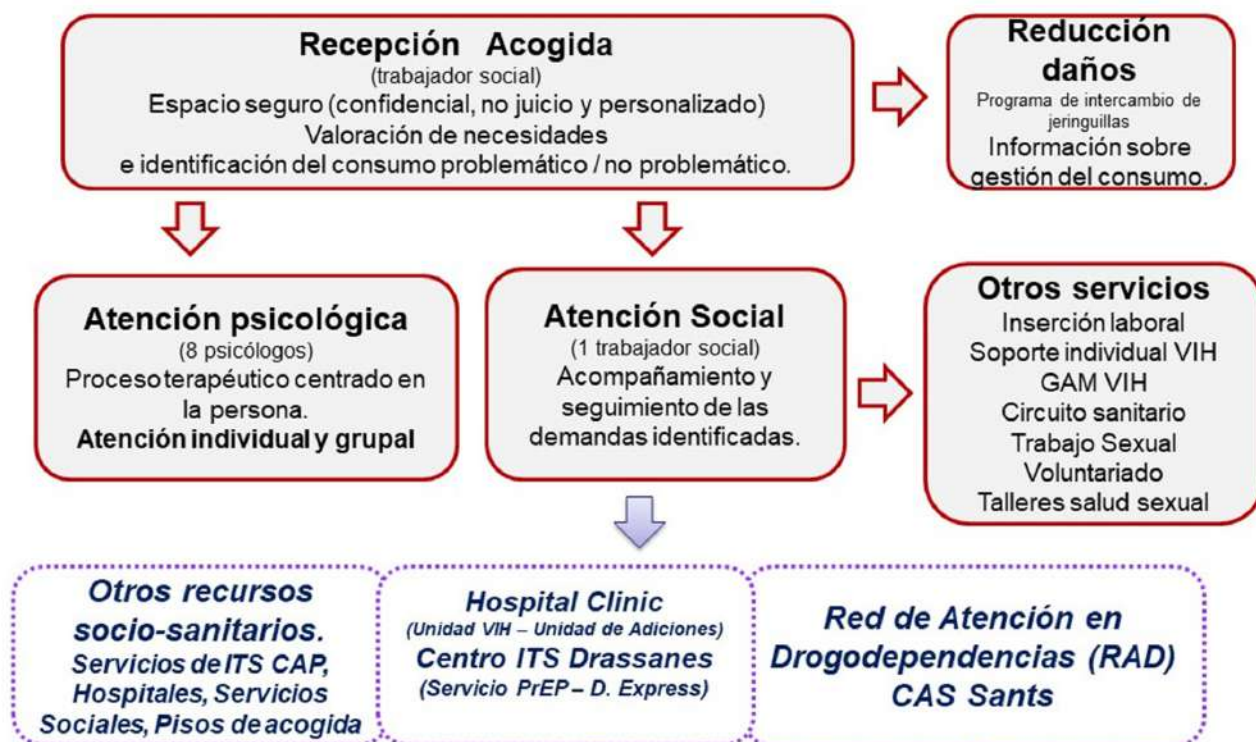 Recepción Acogida
(trabajador social)
Espacio seguro (confidencial, no juicio y personalizado)
Valoración de necesidades
e identificación del consumo problemático / no problemático.
Reducción
daños
Programa de intercambio de
jeringuillas
Información sobre
gestión del consumo.
Atención psicológica
(8 psicólogos)
Proceso terapéutico centrado en
la persona.
Atención individual y grupal
Atención Social
(1 trabajador social)
Acompañamiento y
seguimiento de las
demandas identificadas.
Otros servicios
Inserción laboral
Soporte individual VIH
GAM VIH
Circuito sanitario
Trabajo Sexual
Voluntariado
Talleres salud sexual
Otros recursos
socio-sanitarios.
Servicios de ITS CAP,
Hospitales, Servicios
Sociales, Pisos de acogida
Hospital Clinic
(Unidad VIH – Unidad de Adiciones)
Centro ITS Drassanes
(Servicio PrEP – D. Express)
Red de Atención en
Drogodependencias (RAD)
CAS Sants